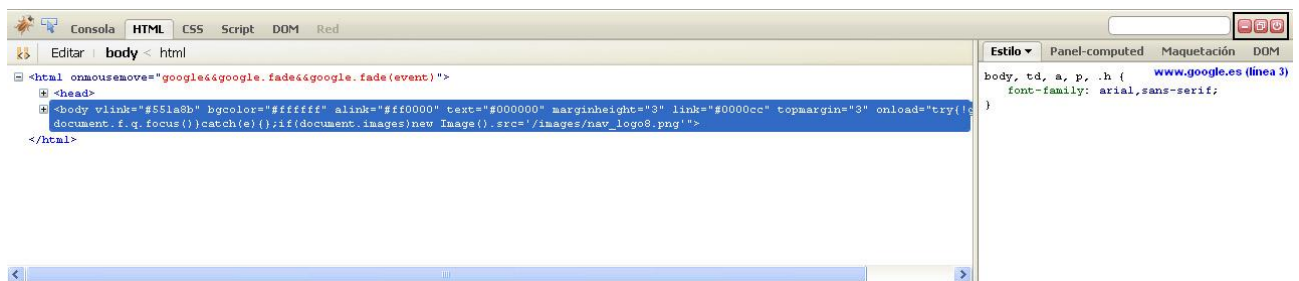 Consola HTML CSS Script DOM Red
Editar body < html
Estilo Panel-computed Maquetación DOM
<html onmousemove="google&&google.fade&&google.fade(event)">
<head>
<body vlink="#551a8b" bgcolor="#ffffff" alink="#ff0000" text="#000000" marginheight="3" link="#0000cc" topmargin="3" onload="try{!g
document.f.q.focus()}catch(e){};if(document.images)new Image().src='/images/nav_logo8.png'">
</html>
body, td, a, p, .h { www.google.es (línea 3)
font-family: arial,sans-serif;
}